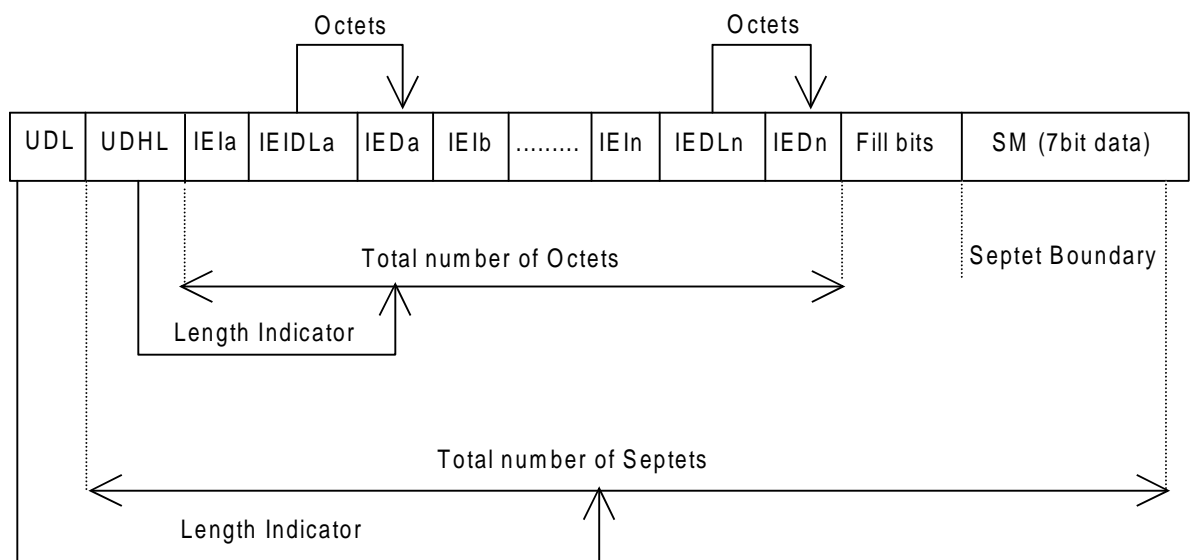 Octets
Octets
UDL UDHL IEIa IEIDLa IEDa IEIb ......... IEIn IEDLn IEDn Fill bits SM (7bit data)
Total number of Octets
Septet Boundary
Length Indicator
Total number of Septets
Length Indicator